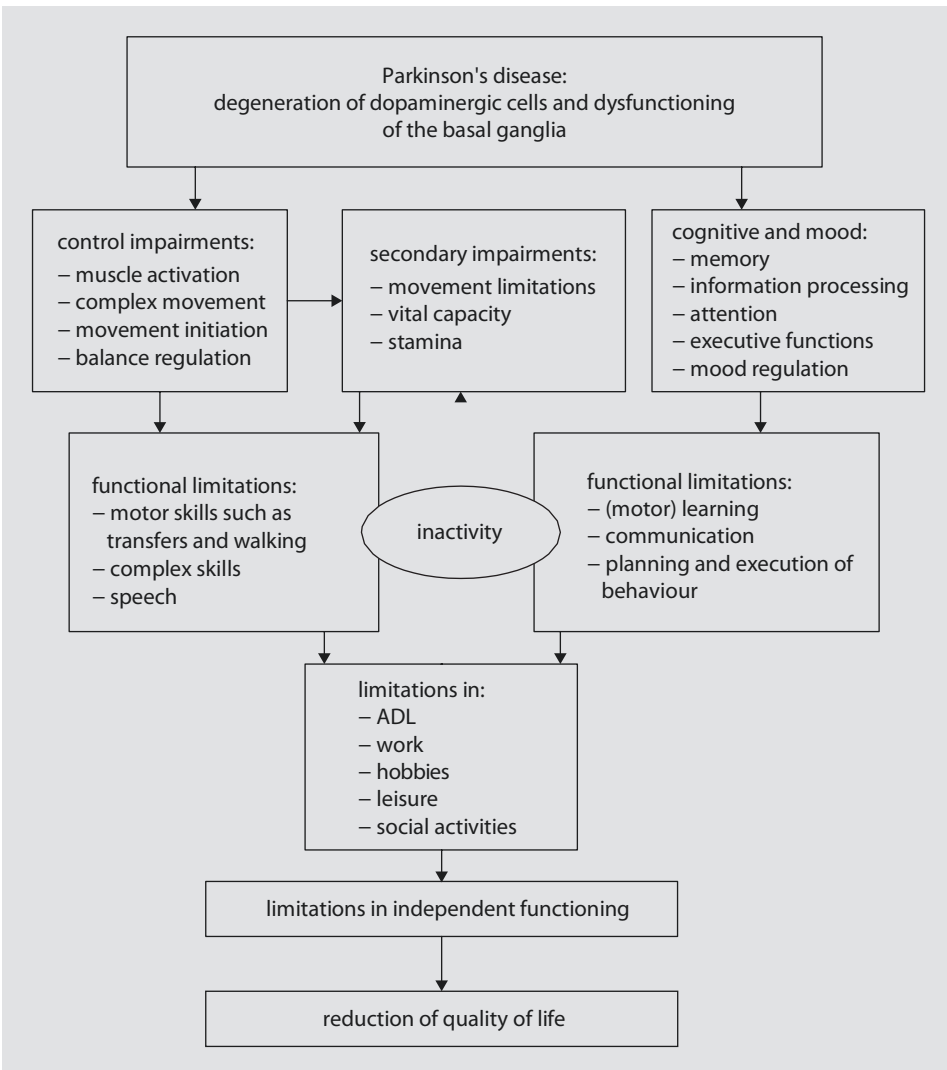 Parkinson's disease:
degeneration of dopaminergic cells and dysfunctioning
of the basal ganglia
control impairments:
– muscle activation
– complex movement
– movement initiation
– balance regulation
secondary impairments:
– movement limitations
– vital capacity
– stamina
cognitive and mood:
– memory
– information processing
– attention
– executive functions
– mood regulation
functional limitations:
– motor skills such as
transfers and walking
– complex skills
– speech
inactivity
functional limitations:
– (motor) learning
– communication
– planning and execution of
behaviour
limitations in:
– ADL
– work
– hobbies
– leisure
– social activities
limitations in independent functioning
reduction of quality of life